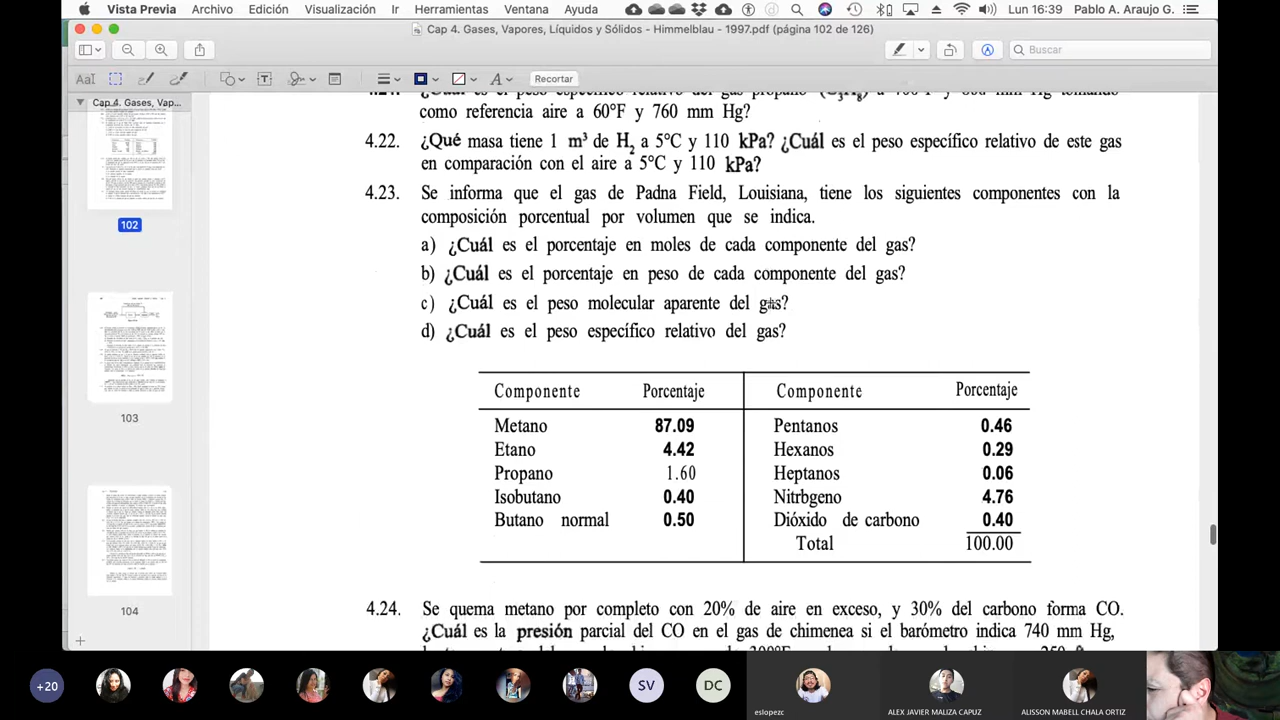 Vista Previa Archivo Edición Visualización Ir Herramientas Ventana Ayuda Lun 16:39 Pablo A. Araujo G.
Cap 4. Gases, Vapores, Líquidos y Sólidos - Himmelblau - 1997.pdf (página 102 de 126)
Buscar
AaI T A Recortar
Cap 4. Gases, Vap...
como referencia aire a 60°F y 760 mm Hg?
4.22. ¿Qué masa tiene 1 m³ de H₂ a 5°C y 110 kPa? ¿Cuál es el peso específico relativo de este gas
en comparación con el aire a 5°C y 110 kPa?
4.23. Se informa que el gas de Padna Field, Louisiana, tiene los siguientes componentes con la
composición porcentual por volumen que se indica.
a) ¿Cuál es el porcentaje en moles de cada componente del gas?
b) ¿Cuál es el porcentaje en peso de cada componente del gas?
c) ¿Cuál es el peso molecular aparente del gas?
d) ¿Cuál es el peso específico relativo del gas?
Componente Porcentaje Componente Porcentaje
Metano 87.09 Pentanos 0.46
Etano 4.42 Hexanos 0.29
Propano 1.60 Heptanos 0.06
Isobutano 0.40 Nitrbgeno 4.76
Butano normal 0.50 Dióxido de carbono 0.40
Total 100.00
4.24. Se quema metano por completo con 20% de aire en exceso, y 30% del carbono forma CO.
¿Cuál es la presión parcial del CO en el gas de chimenea si el barómetro indica 740 mm Hg,
102
103
104
+20 SV DC
eslopezc ALEX JAVIER MALIZA CAPUZ ALISSON MABELL CHALA ORTIZ